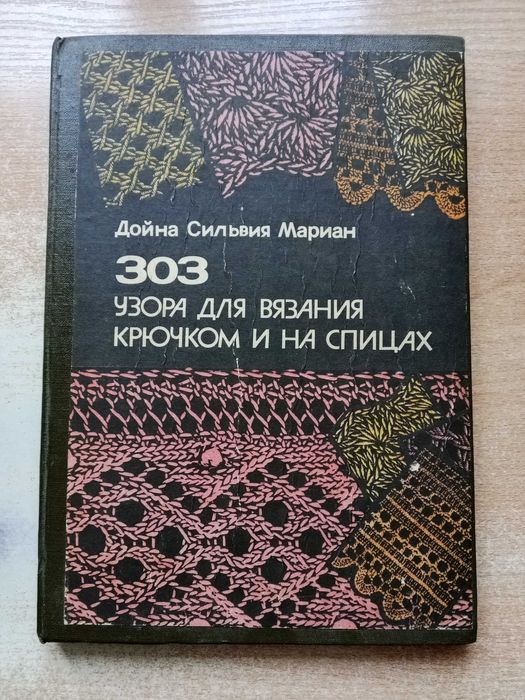 Дойна Сильвия Мариан
303
УЗОРА ДЛЯ ВЯЗАНИЯ
КРЮЧКОМ И НА СПИЦАХ